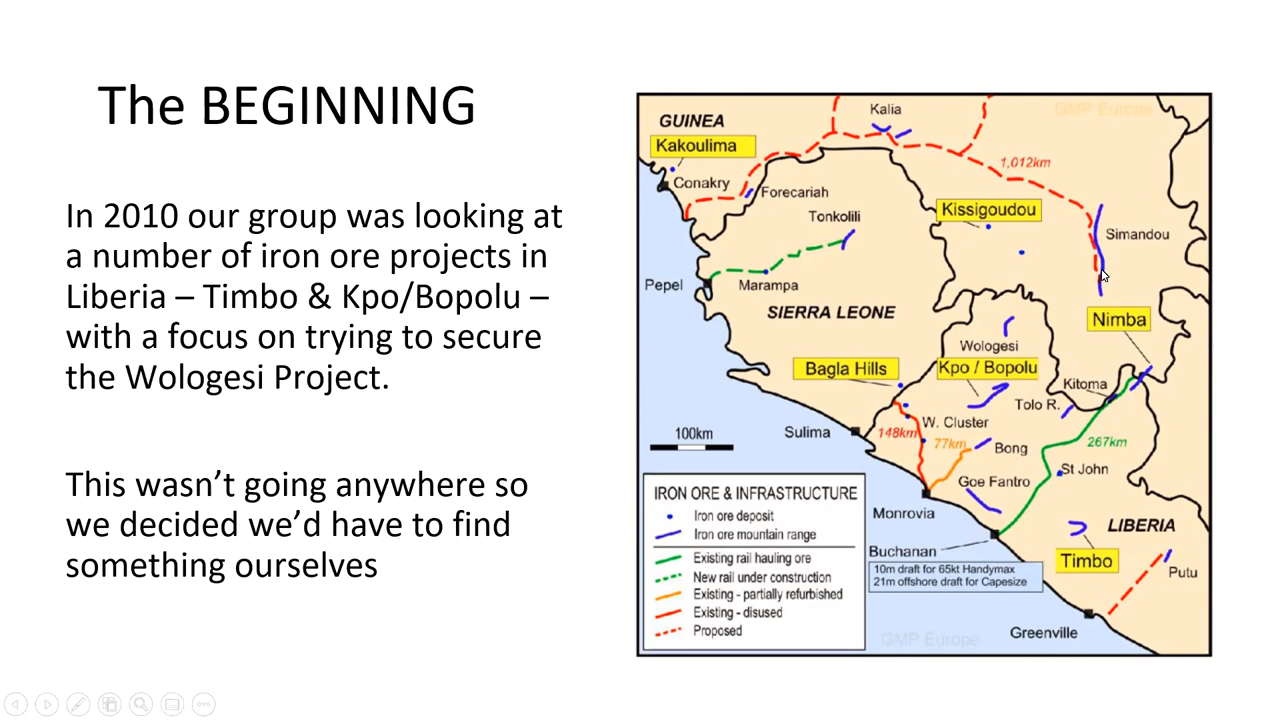 The BEGINNING
In 2010 our group was looking at
a number of iron ore projects in
Liberia – Timbo & Kpo/Bopolu –
with a focus on trying to secure
the Wologesi Project.
This wasn’t going anywhere so
we decided we’d have to find
something ourselves
GMP Europe
Kalia
GUINEA
Kakoulima
1,012km
Conakry
Forecariah
Kissigoudou
Tonkolili
Simandou
Pepel
Marampa
SIERRA LEONE
Nimba
Wologesi
Bagla Hills
Kpo / Bopolu
Kitoma
Tolo R.
W. Cluster
Sulima
148km
100km
77km
267km
Bong
St John
Goe Fantro
IRON ORE & INFRASTRUCTURE
Iron ore deposit
Iron ore mountain range
Existing rail hauling ore
New rail under construction
Existing - partially refurbished
Existing - disused
Proposed
Monrovia
LIBERIA
Buchanan
10m draft for 65kt Handymax
21m offshore draft for Capesize
Timbo
Putu
Greenville
GMP Europe